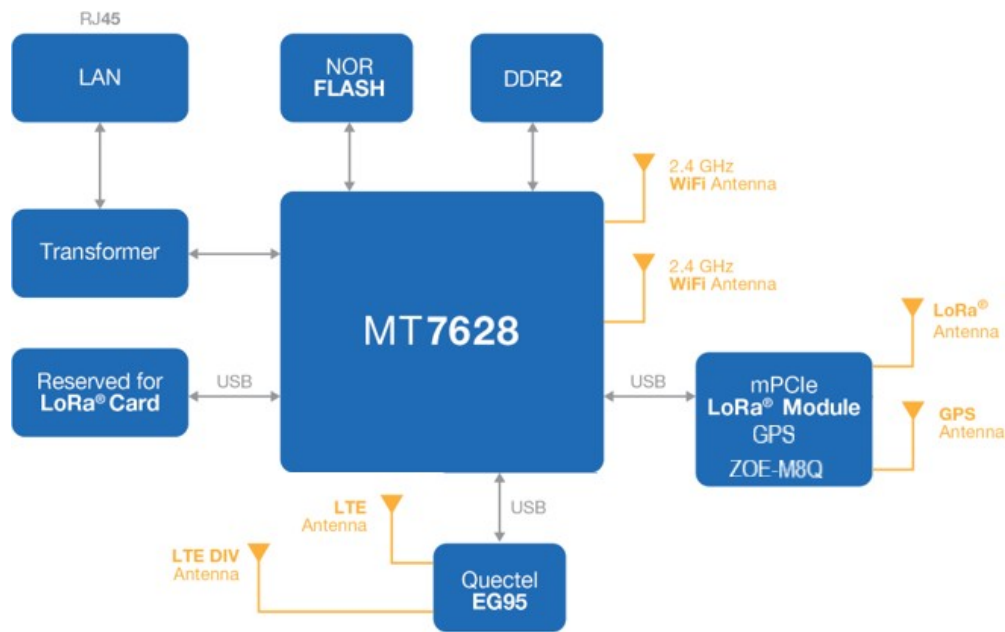 RJ45
LAN
NOR
FLASH
DDR2
2.4 GHz
WiFi Antenna
Transformer
2.4 GHz
WiFi Antenna
MT7628
LoRa®
Antenna
Reserved for
LoRa® Card
USB
USB
mPCIe
LoRa® Module
GPS
ZOE-M8Q
GPS
Antenna
LTE
Antenna
USB
LTE DIV
Antenna
Quectel
EG95